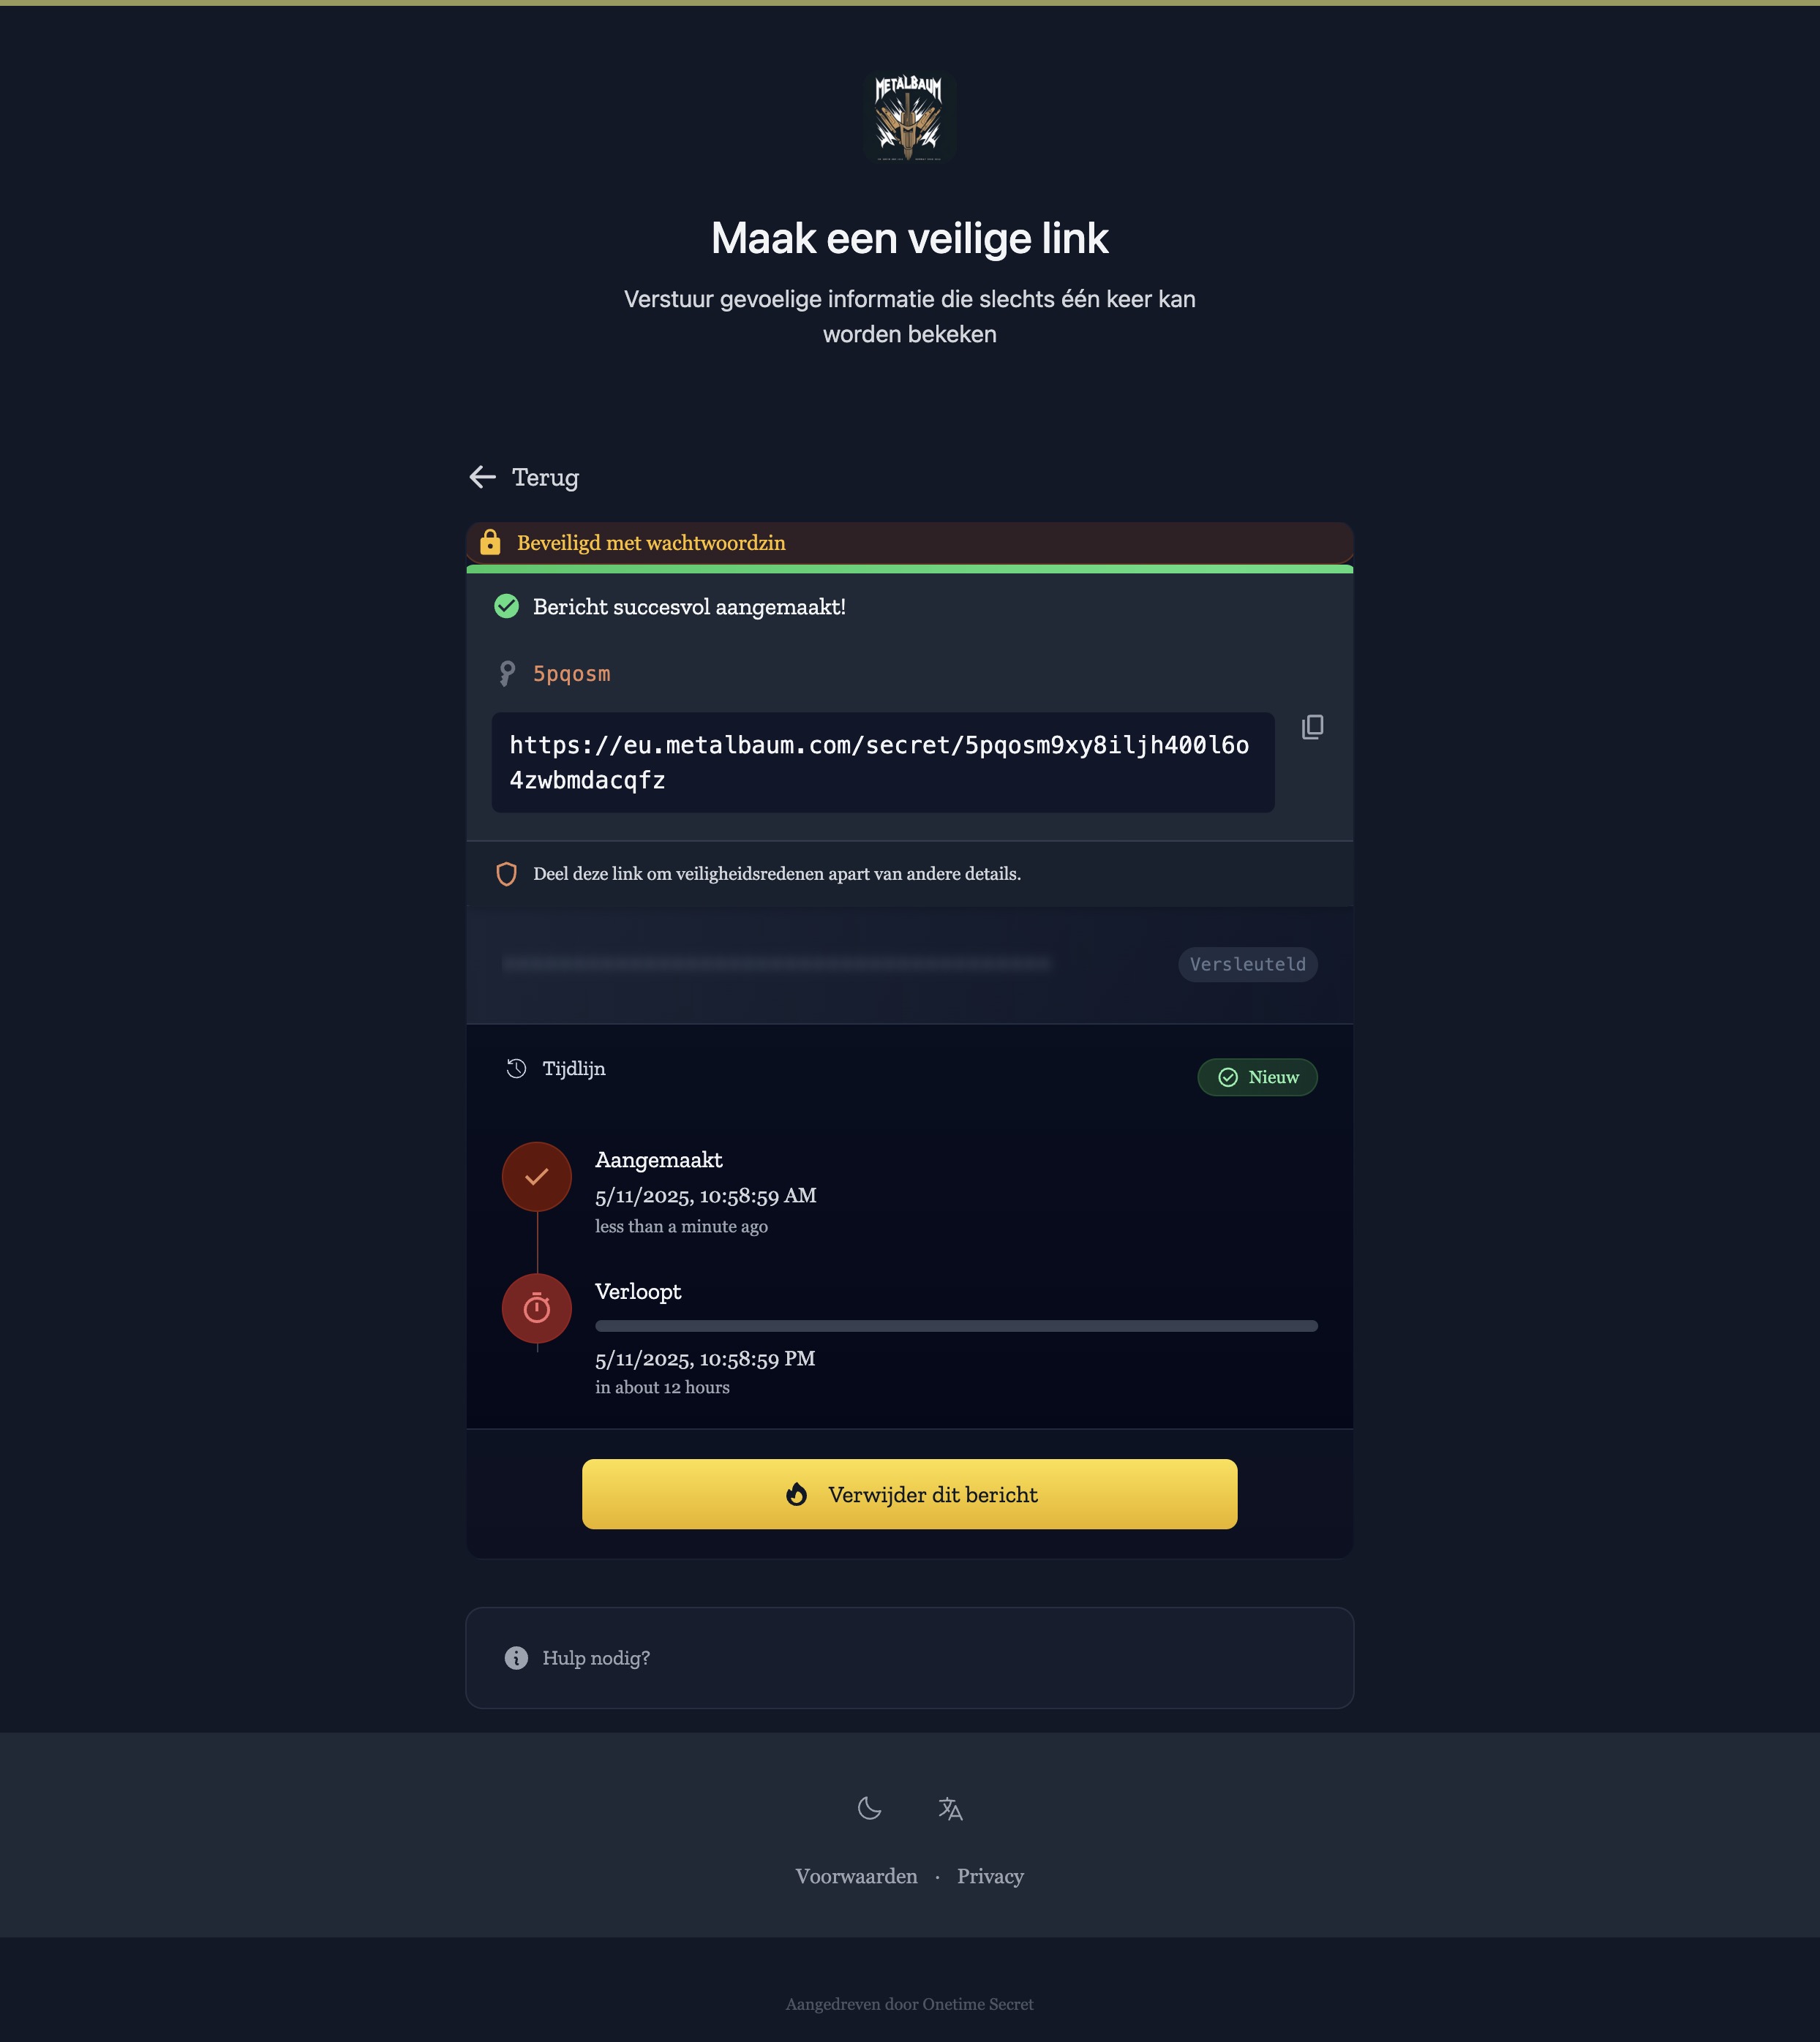 METALBAUM
Maak een veilige link
Verstuur gevoelige informatie die slechts één keer kan
worden bekeken
Terug
Beveiligd met wachtwoordzin
Bericht succesvol aangemaakt!
5pqosm
https://eu.metalbaum.com/secret/5pqosm9xy8iljh400l6o
4zwbmdacqfz
Deel deze link om veiligheidsredenen apart van andere details.
Versleuteld
Tijdlijn
Nieuw
Aangemaakt
5/11/2025, 10:58:59 AM
less than a minute ago
Verloopt
5/11/2025, 10:58:59 PM
in about 12 hours
Verwijder dit bericht
Hulp nodig?
Voorwaarden · Privacy
Aangedreven door Onetime Secret